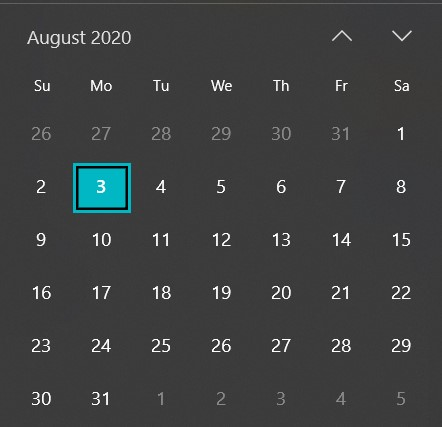 August 2020
Su Mo Tu We Th Fr Sa
26 27 28 29 30 31 1
2 3 4 5 6 7 8
9 10 11 12 13 14 15
16 17 18 19 20 21 22
23 24 25 26 27 28 29
30 31 1 2 3 4 5